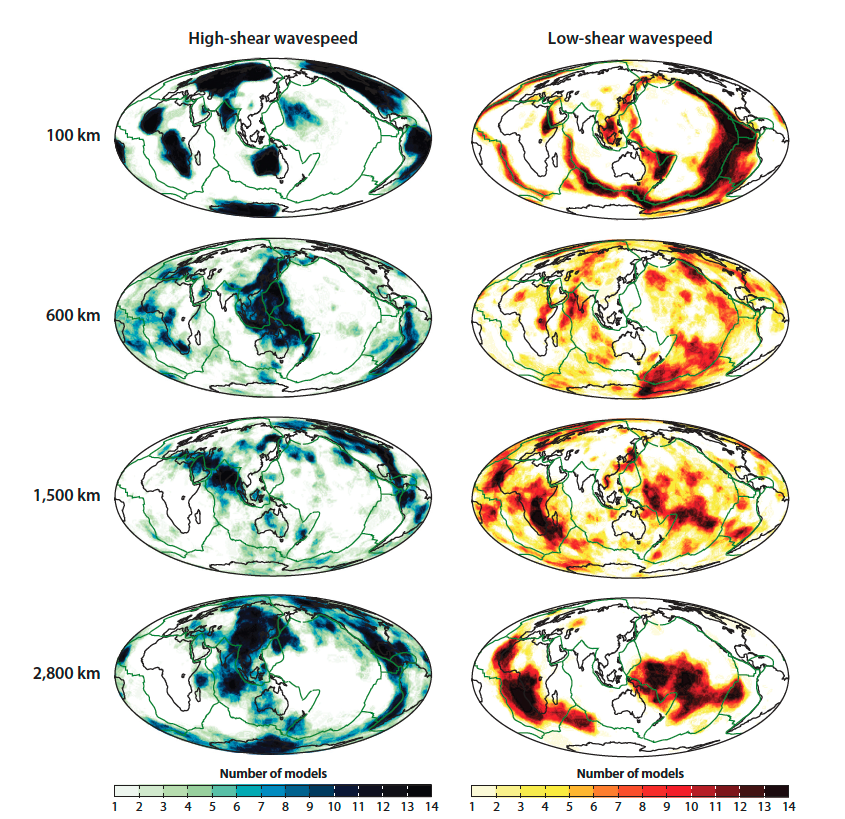 High-shear wavespeed Low-shear wavespeed
100 km
600 km
1,500 km
2,800 km
Number of models Number of models
1 2 3 4 5 6 7 8 9 10 11 12 13 14 1 2 3 4 5 6 7 8 9 10 11 12 13 14